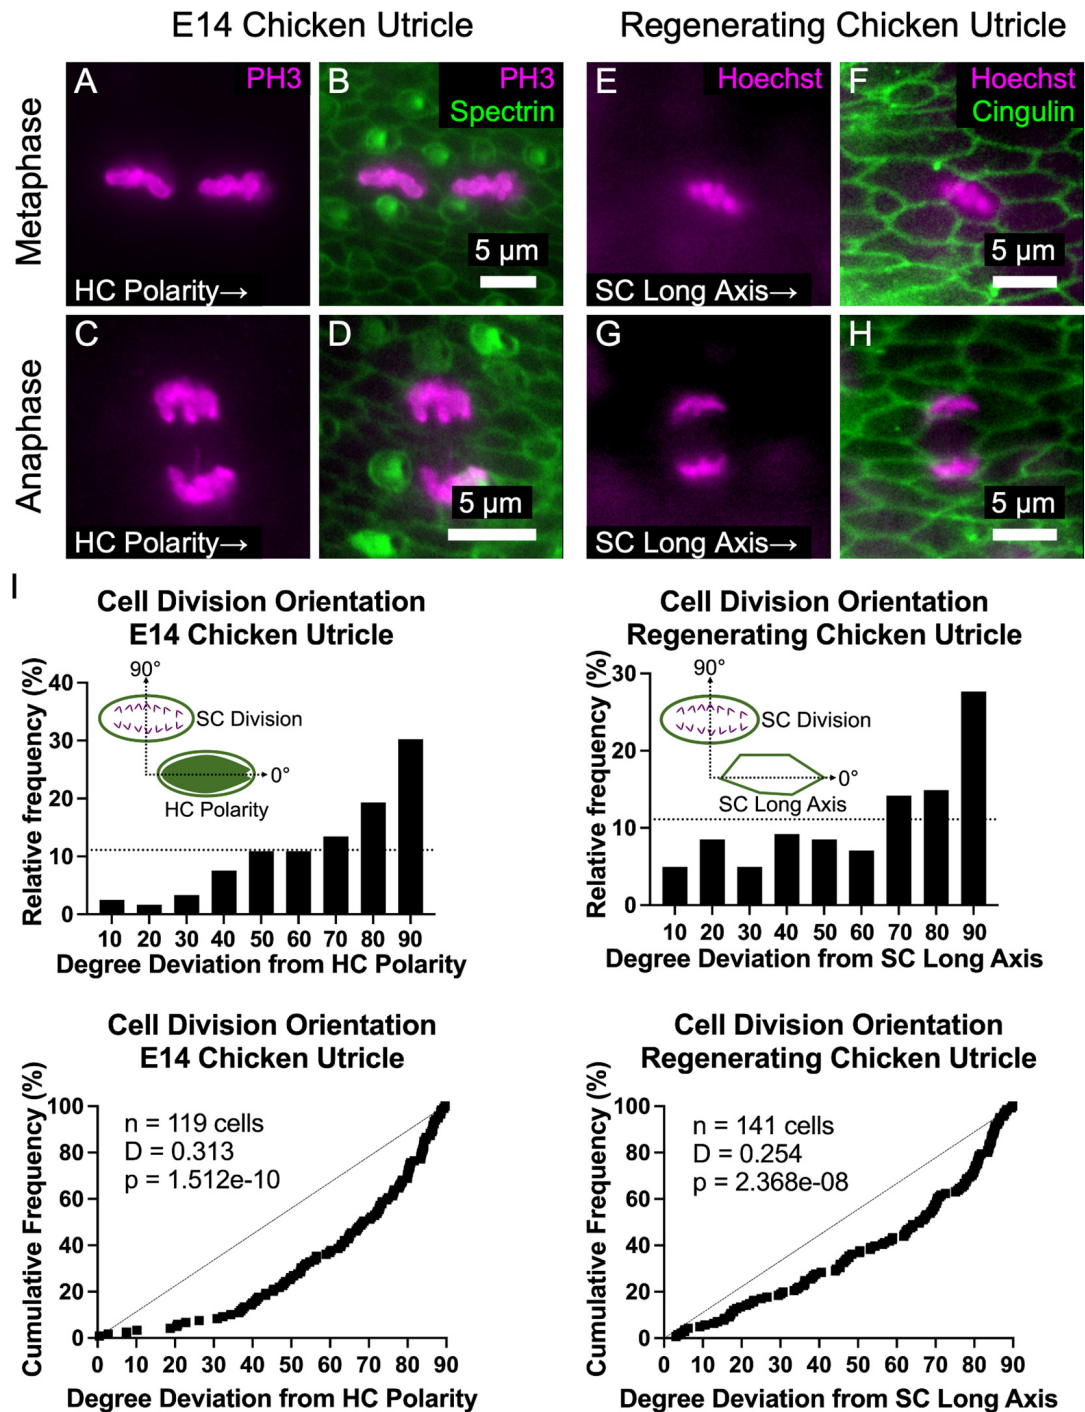 E14 Chicken Utricle
Regenerating Chicken Utricle
Metaphase
A
PH3
B
PH3
Spectrin
E
Hoechst
F
Hoechst
Cingulin
HC Polarity→
5 µm
SC Long Axis→
5 µm
Anaphase
C
D
G
H
HC Polarity→
5 µm
SC Long Axis→
5 µm
I
Cell Division Orientation
E14 Chicken Utricle
Relative frequency (%)
40
30
20
10
0
90°
SC Division
0°
HC Polarity
10 20 30 40 50 60 70 80 90
Degree Deviation from HC Polarity
Cell Division Orientation
Regenerating Chicken Utricle
Relative frequency (%)
30
20
10
0
90°
SC Division
0°
SC Long Axis
10 20 30 40 50 60 70 80 90
Degree Deviation from SC Long Axis
Cell Division Orientation
E14 Chicken Utricle
Cumulative Frequency (%)
100
80
60
40
20
0
n = 119 cells
D = 0.313
p = 1.512e-10
0 10 20 30 40 50 60 70 80 90
Degree Deviation from HC Polarity
Cell Division Orientation
Regenerating Chicken Utricle
Cumulative Frequency (%)
100
80
60
40
20
0
n = 141 cells
D = 0.254
p = 2.368e-08
0 10 20 30 40 50 60 70 80 90
Degree Deviation from SC Long Axis